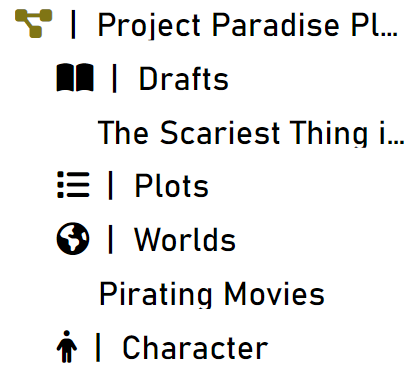 | Project Paradise Pl...
| Drafts
The Scariest Thing i...
| Plots
| Worlds
Pirating Movies
| Character